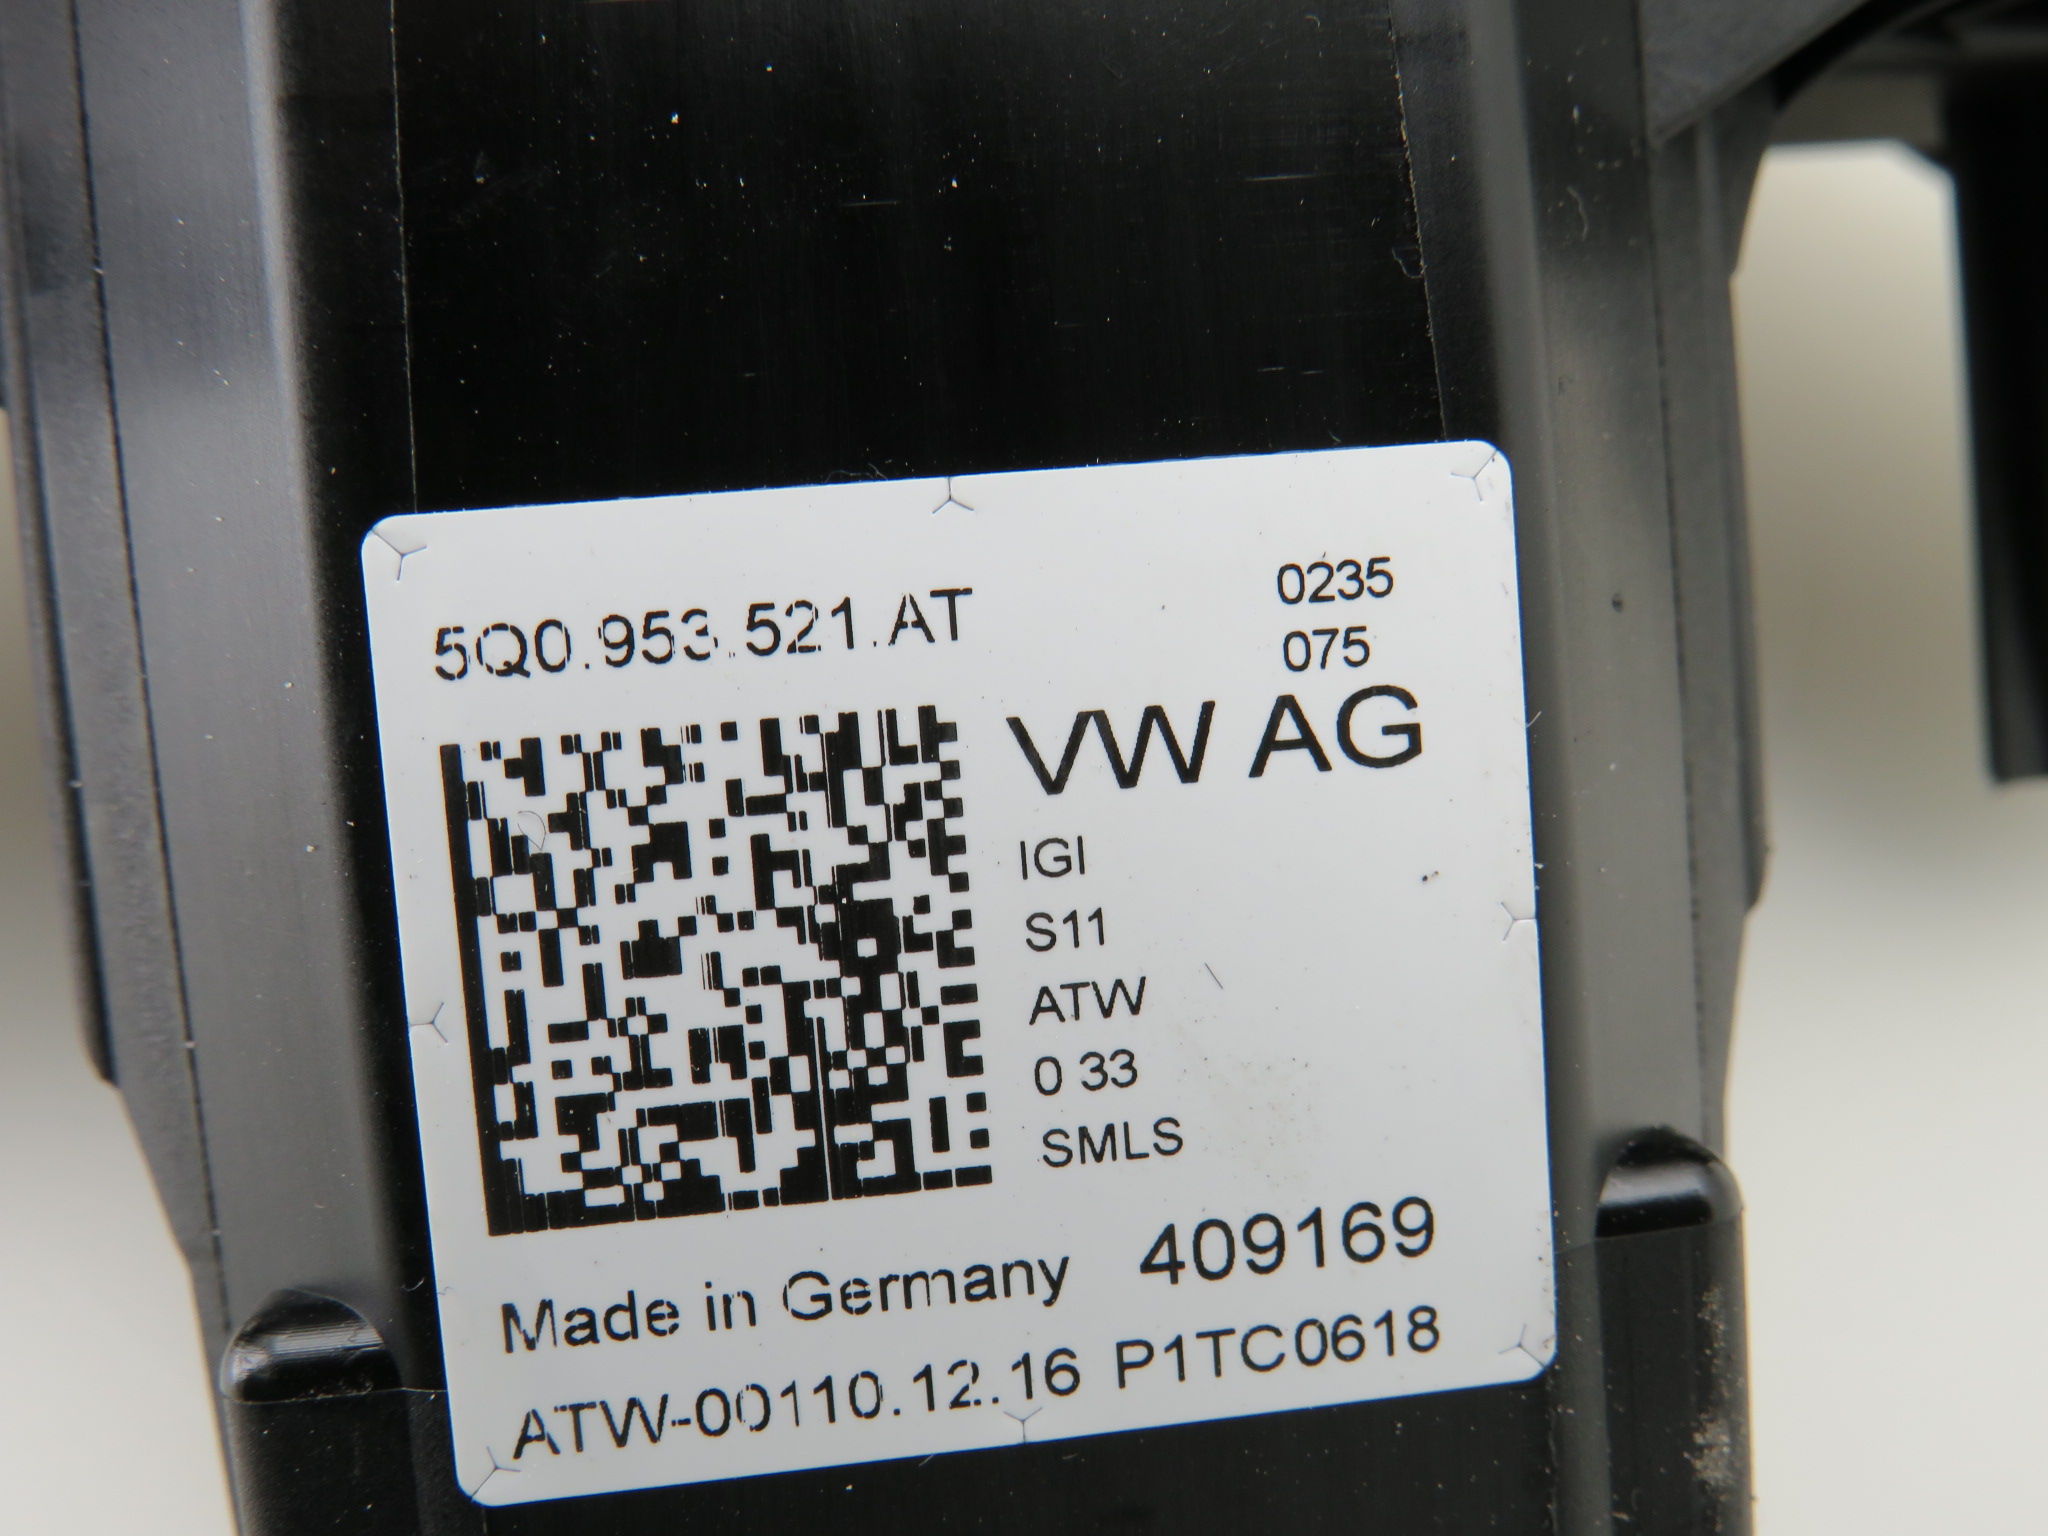 5Q0.953.521.AT
0235
075
VW AG
IGI
S11
ATW
0 33
SMLS
Made in Germany 409169
ATW-00110.12.16 P1TC0618